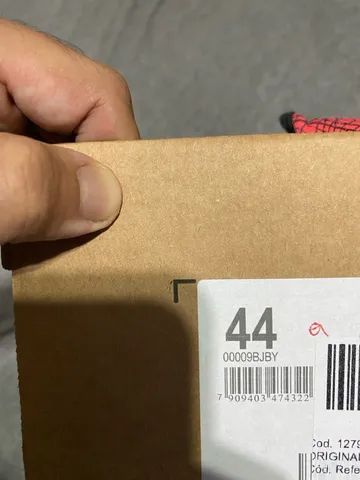 44
00009BJBY
7 909403 474322
Cod. 1279
ORIGINAL
Cód. Refe